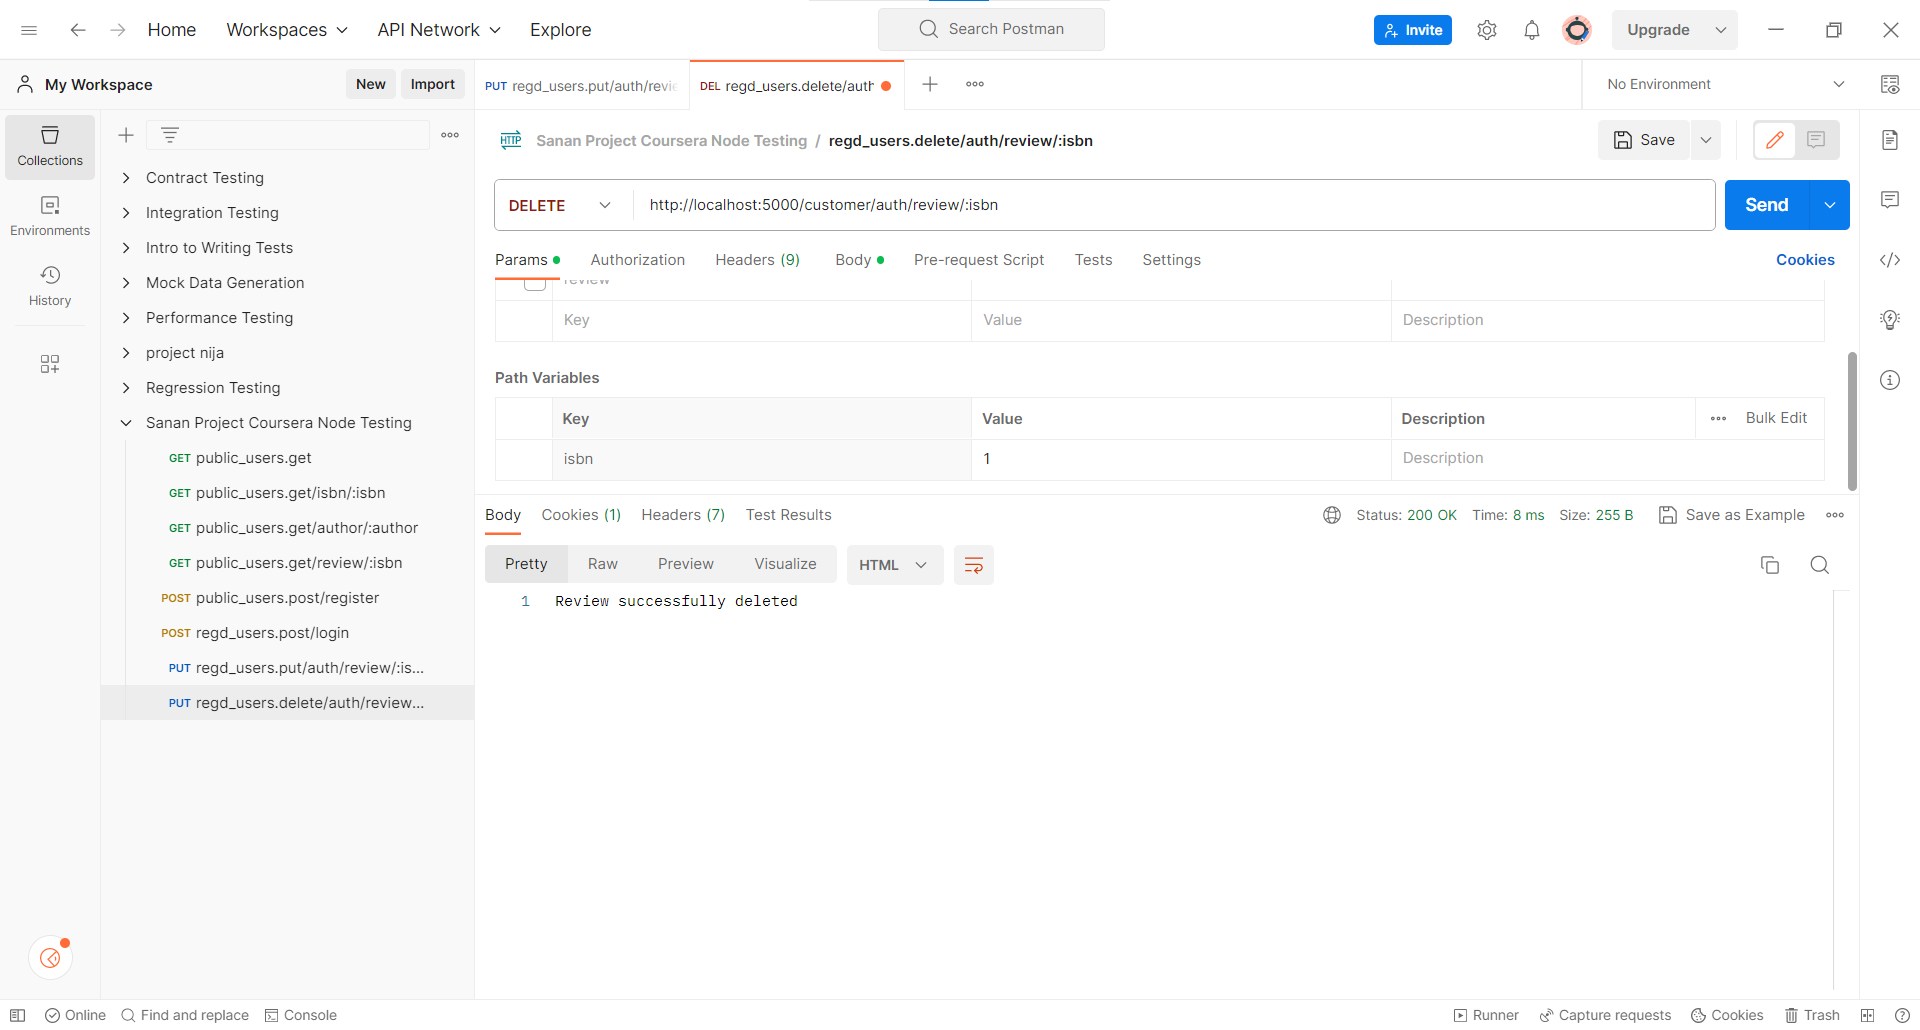 Home
Workspaces
API Network
Explore
Search Postman
Invite
Upgrade
My Workspace
New
Import
PUT regd_users.put/auth/revi
DEL regd_users.delete/auth
No Environment
Collections
Environments
History
Contract Testing
Integration Testing
Intro to Writing Tests
Mock Data Generation
Performance Testing
project nija
Regression Testing
Sanan Project Coursera Node Testing
GET public_users.get
GET public_users.get/isbn/:isbn
GET public_users.get/author/:author
GET public_users.get/review/:isbn
POST public_users.post/register
POST regd_users.post/login
PUT regd_users.put/auth/review/:is...
PUT regd_users.delete/auth/review...
HTTP Sanan Project Coursera Node Testing / regd_users.delete/auth/review/:isbn
Save
DELETE http://localhost:5000/customer/auth/review/:isbn
Send
Params Authorization Headers (9) Body Pre-request Script Tests Settings
Cookies
review
Key Value Description
Path Variables
Key Value Description Bulk Edit
isbn 1 Description
Body Cookies (1) Headers (7) Test Results
Status: 200 OK Time: 8 ms Size: 255 B Save as Example
Pretty Raw Preview Visualize HTML
1 Review successfully deleted
Online Find and replace Console
Runner Capture requests Cookies Trash